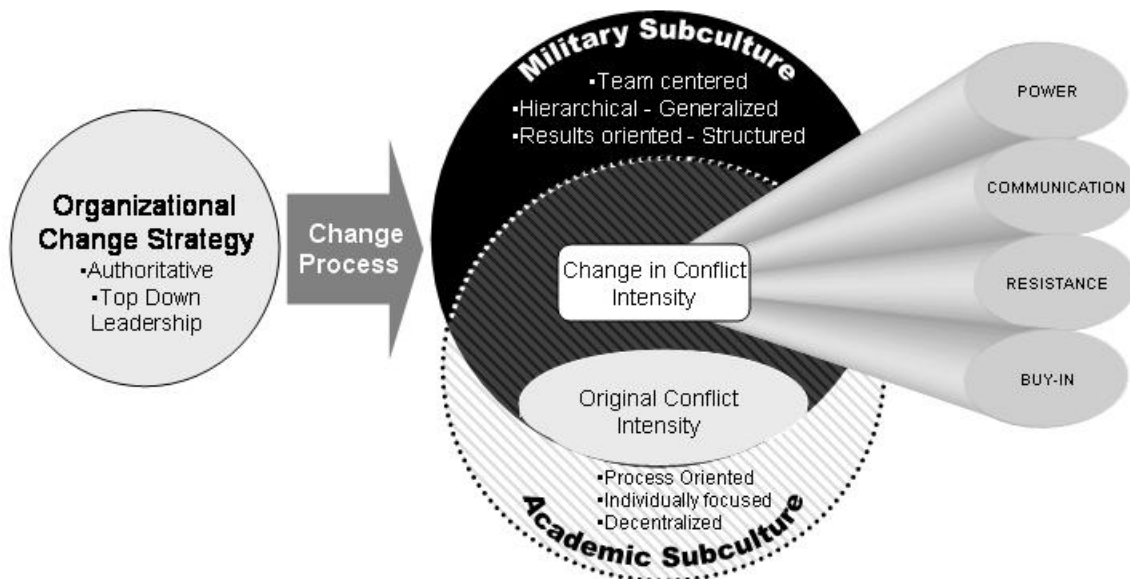 Organizational
Change Strategy
▪Authoritative
▪Top Down
Leadership
Change
Process
Military Subculture
▪Team centered
▪Hierarchical - Generalized
▪Results oriented - Structured
Change in Conflict
Intensity
Original Conflict
Intensity
▪Process Oriented
▪Individually focused
▪Decentralized
Academic Subculture
POWER
COMMUNICATION
RESISTANCE
BUY-IN